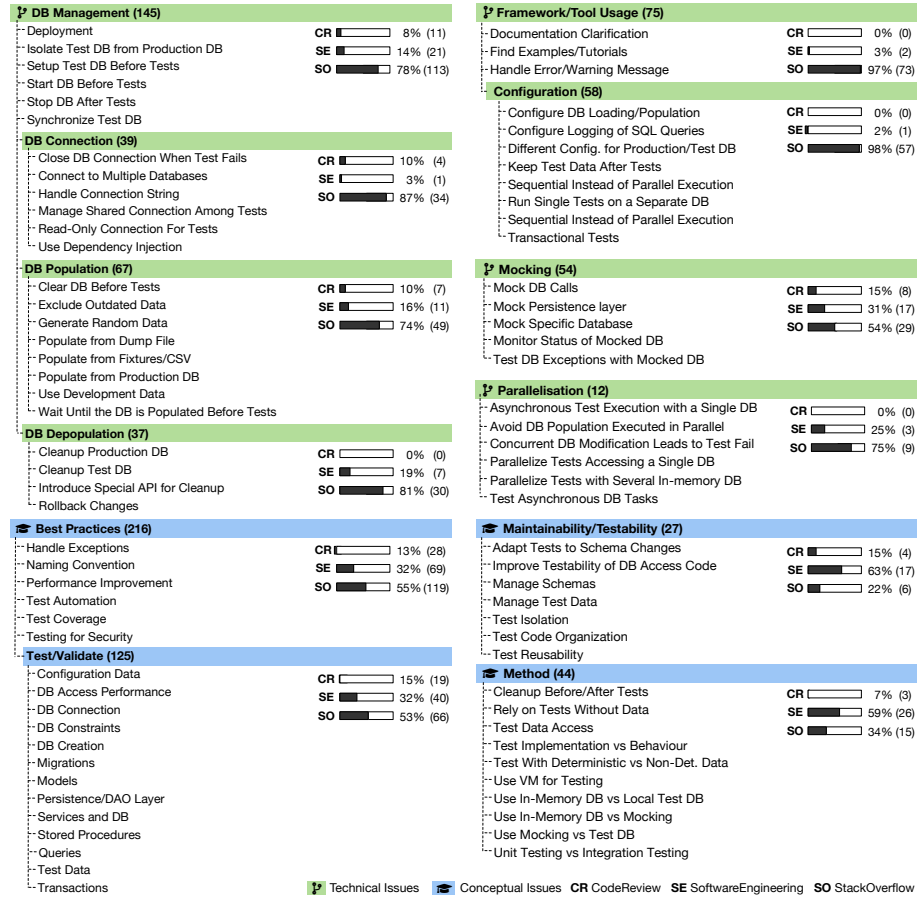 DB Management (145)
Deployment
Isolate Test DB from Production DB
Setup Test DB Before Tests
Start DB Before Tests
Stop DB After Tests
Synchronize Test DB
CR 8% (11)
SE 14% (21)
SO 78% (113)
DB Connection (39)
Close DB Connection When Test Fails
Connect to Multiple Databases
Handle Connection String
Manage Shared Connection Among Tests
Read-Only Connection For Tests
Use Dependency Injection
CR 10% (4)
SE 3% (1)
SO 87% (34)
DB Population (67)
Clear DB Before Tests
Exclude Outdated Data
Generate Random Data
Populate from Dump File
Populate from Fixtures/CSV
Populate from Production DB
Use Development Data
Wait Until the DB is Populated Before Tests
CR 10% (7)
SE 16% (11)
SO 74% (49)
DB Depopulation (37)
Cleanup Production DB
Cleanup Test DB
Introduce Special API for Cleanup
Rollback Changes
CR 0% (0)
SE 19% (7)
SO 81% (30)
Best Practices (216)
Handle Exceptions
Naming Convention
Performance Improvement
Test Automation
Test Coverage
Testing for Security
CR 13% (28)
SE 32% (69)
SO 55% (119)
Test/Validate (125)
Configuration Data
DB Access Performance
DB Connection
DB Constraints
DB Creation
Migrations
Models
Persistence/DAO Layer
Services and DB
Stored Procedures
Queries
Test Data
Transactions
CR 15% (19)
SE 32% (40)
SO 53% (66)
Framework/Tool Usage (75)
Documentation Clarification
Find Examples/Tutorials
Handle Error/Warning Message
CR 0% (0)
SE 3% (2)
SO 97% (73)
Configuration (58)
Configure DB Loading/Population
Configure Logging of SQL Queries
Different Config. for Production/Test DB
Keep Test Data After Tests
Sequential Instead of Parallel Execution
Run Single Tests on a Separate DB
Sequential Instead of Parallel Execution
Transactional Tests
CR 0% (0)
SE 2% (1)
SO 98% (57)
Mocking (54)
Mock DB Calls
Mock Persistence layer
Mock Specific Database
Monitor Status of Mocked DB
Test DB Exceptions with Mocked DB
CR 15% (8)
SE 31% (17)
SO 54% (29)
Parallelisation (12)
Asynchronous Test Execution with a Single DB
Avoid DB Population Executed in Parallel
Concurrent DB Modification Leads to Test Fail
Parallelize Tests Accessing a Single DB
Parallelize Tests with Several In-memory DB
Test Asynchronous DB Tasks
CR 0% (0)
SE 25% (3)
SO 75% (9)
Maintainability/Testability (27)
Adapt Tests to Schema Changes
Improve Testability of DB Access Code
Manage Schemas
Manage Test Data
Test Isolation
Test Code Organization
Test Reusability
CR 15% (4)
SE 63% (17)
SO 22% (6)
Method (44)
Cleanup Before/After Tests
Rely on Tests Without Data
Test Data Access
Test Implementation vs Behaviour
Test With Deterministic vs Non-Det. Data
Use VM for Testing
Use In-Memory DB vs Local Test DB
Use In-Memory DB vs Mocking
Use Mocking vs Test DB
Unit Testing vs Integration Testing
CR 7% (3)
SE 59% (26)
SO 34% (15)
Technical Issues Conceptual Issues CR CodeReview SE SoftwareEngineering SO StackOverflow